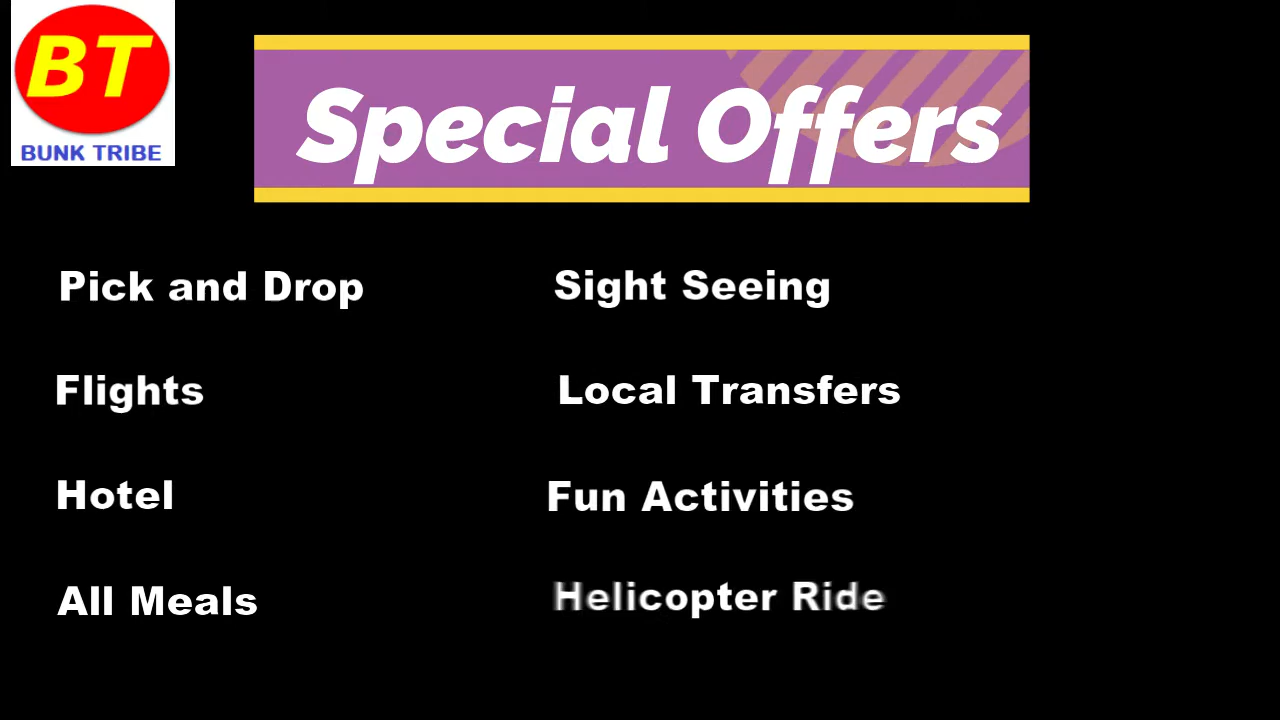 BT
BUNK TRIBE
Special Offers
Pick and Drop
Sight Seeing
Flights
Local Transfers
Hotel
Fun Activities
All Meals
Helicopter Ride